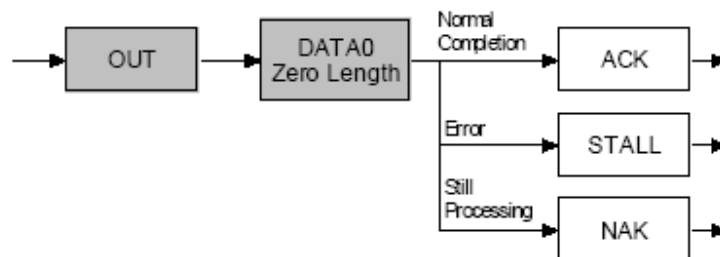 OUT
DATA0
Zero Length
Normal
Completion
ACK
Error
STALL
Still
Processing
NAK